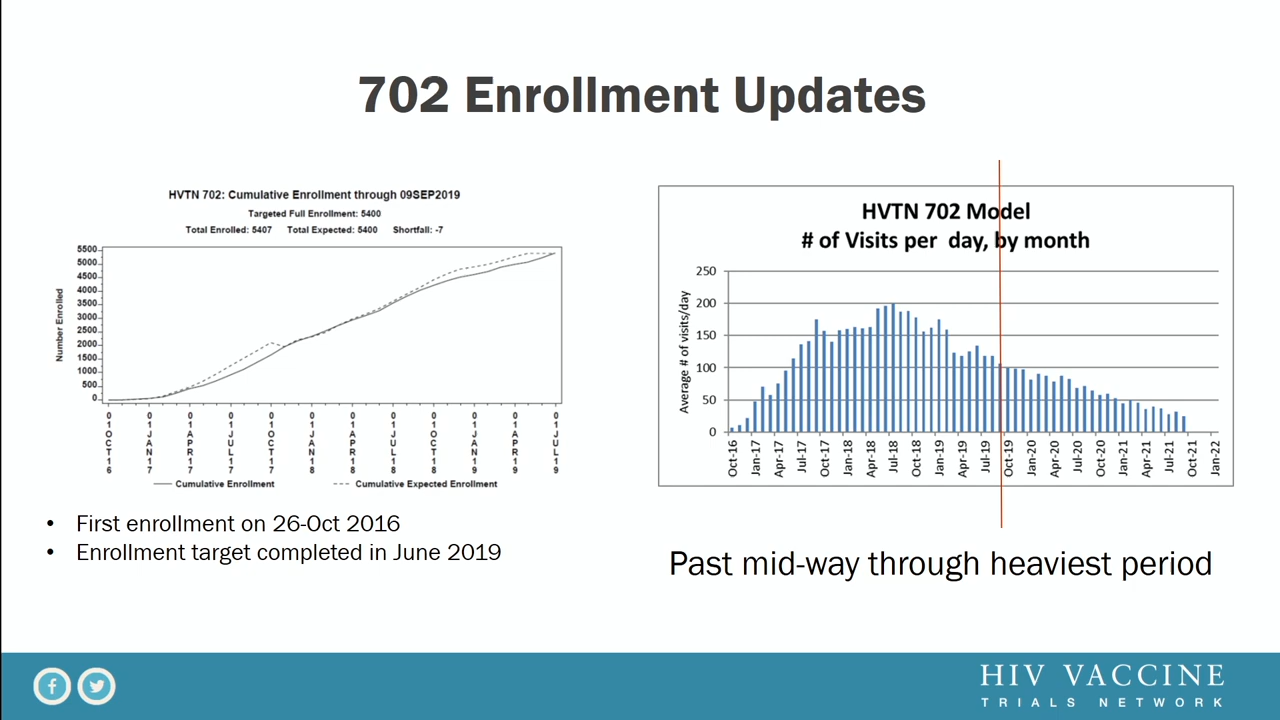 702 Enrollment Updates
HVTN 702: Cumulative Enrollment through 09SEP2019
Targeted Full Enrollment: 5400
Total Enrolled: 5407 Total Expected: 5400 Shortfall: -7
Number Enrolled
5500
5000
4500
4000
3500
3000
2500
2000
1500
1000
500
0
01OCT16 01JAN17 01APR17 01JUL17 01OCT17 01JAN18 01APR18 01JUL18 01OCT18 01JAN19 01APR19 01JUL19
Cumulative Enrollment Cumulative Expected Enrollment
• First enrollment on 26-Oct 2016
• Enrollment target completed in June 2019
HVTN 702 Model
# of Visits per day, by month
Average # of visits/day
250
200
150
100
50
0
Oct-16 Jan-17 Apr-17 Jul-17 Oct-17 Jan-18 Apr-18 Jul-18 Oct-18 Jan-19 Apr-19 Jul-19 Oct-19 Jan-20 Apr-20 Jul-20 Oct-20 Jan-21 Apr-21 Jul-21 Oct-21 Jan-22
Past mid-way through heaviest period
HIV VACCINE
TRIALS NETWORK